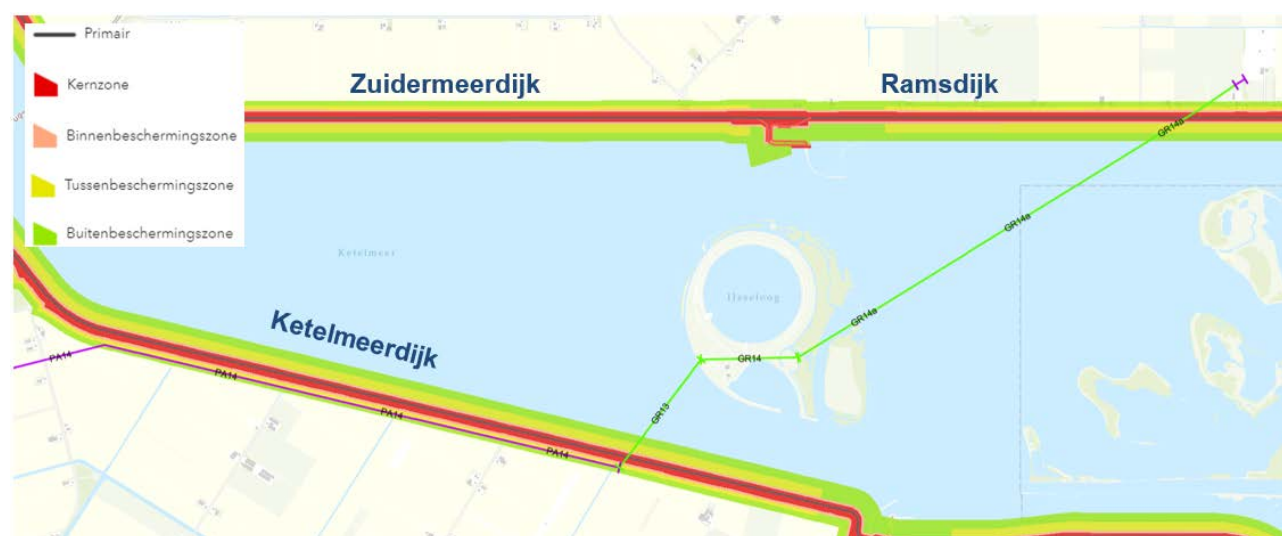 Primair
Kernzone
Binnenbeschermingszone
Tussenbeschermingszone
Buitenbeschermingszone
Zuidermeerdijk
Ramsdijk
GR14a
GR14a
Ketelmeer
IJsseloog
GR14a
Ketelmeerdijk
PA14
GR14
PA14
GR13
PA14
PA14